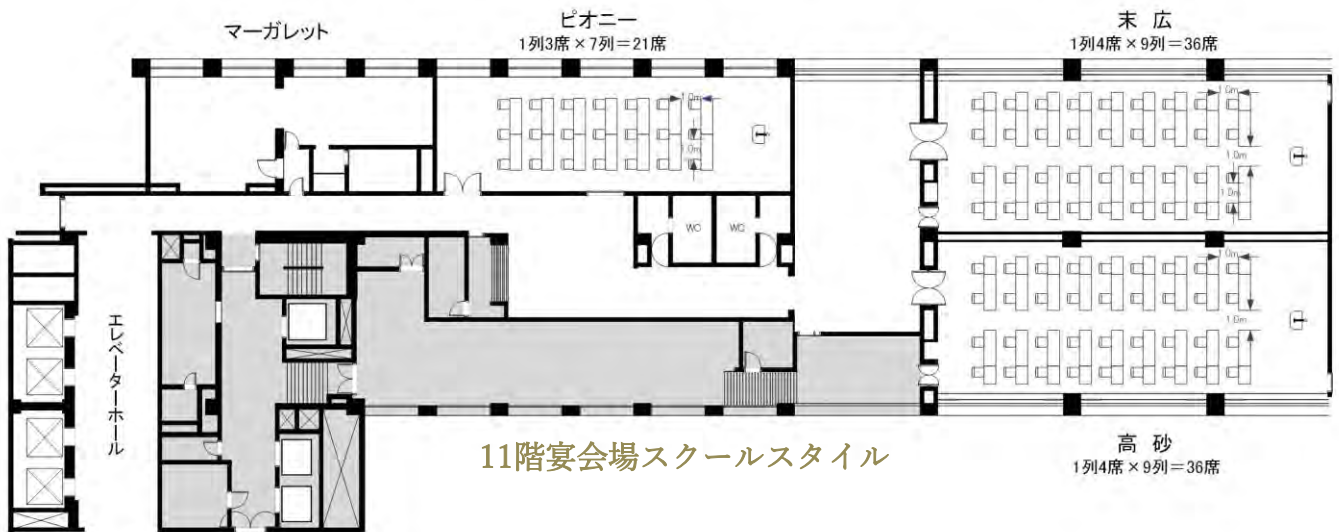 マーガレット
ピオニー
1列3席×7列=21席
末 広
1列4席×9列=36席
1.0m
1.0m
1.0m
1.0m
1.0m
1.0m
WC
WC
1.0m
1.0m
エレベーターホール
11階宴会場スクールスタイル
高 砂
1列4席×9列=36席